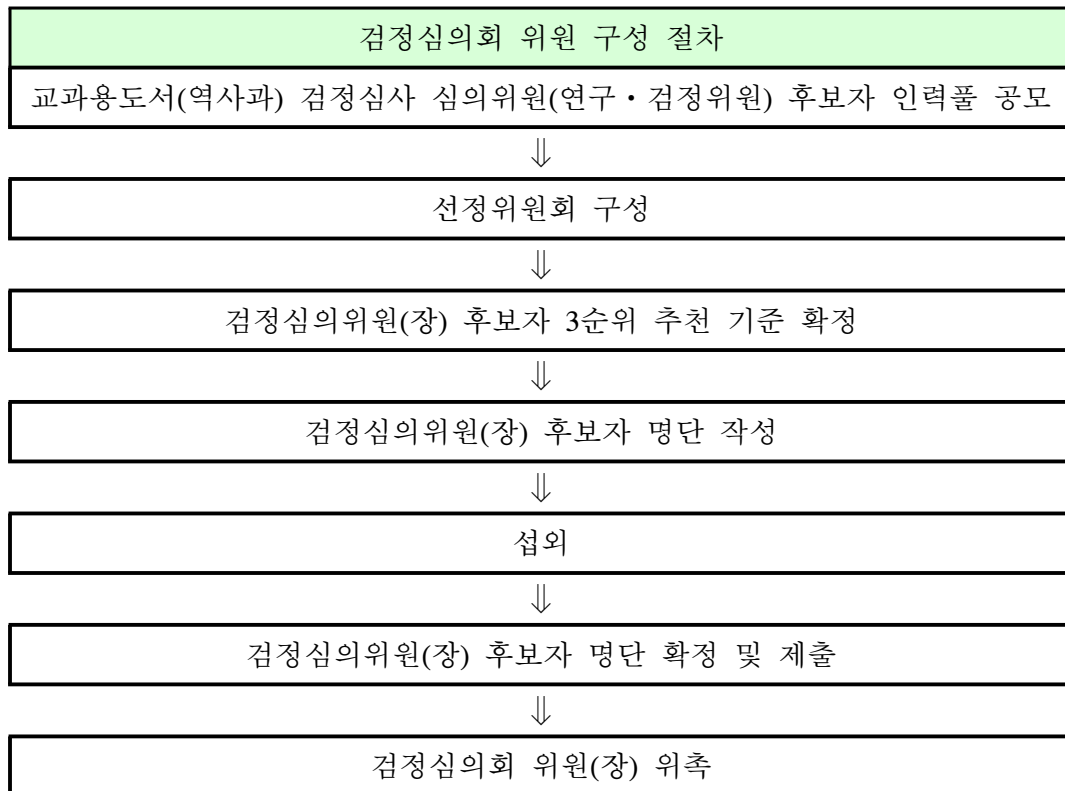 검정심의회 위원 구성 절차
교과용도서(역사과) 검정심사 심의위원(연구・검정위원) 후보자 인력풀 공모
⇓
선정위원회 구성
⇓
검정심의위원(장) 후보자 3순위 추천 기준 확정
⇓
검정심의위원(장) 후보자 명단 작성
⇓
섭외
⇓
검정심의위원(장) 후보자 명단 확정 및 제출
⇓
검정심의회 위원(장) 위촉